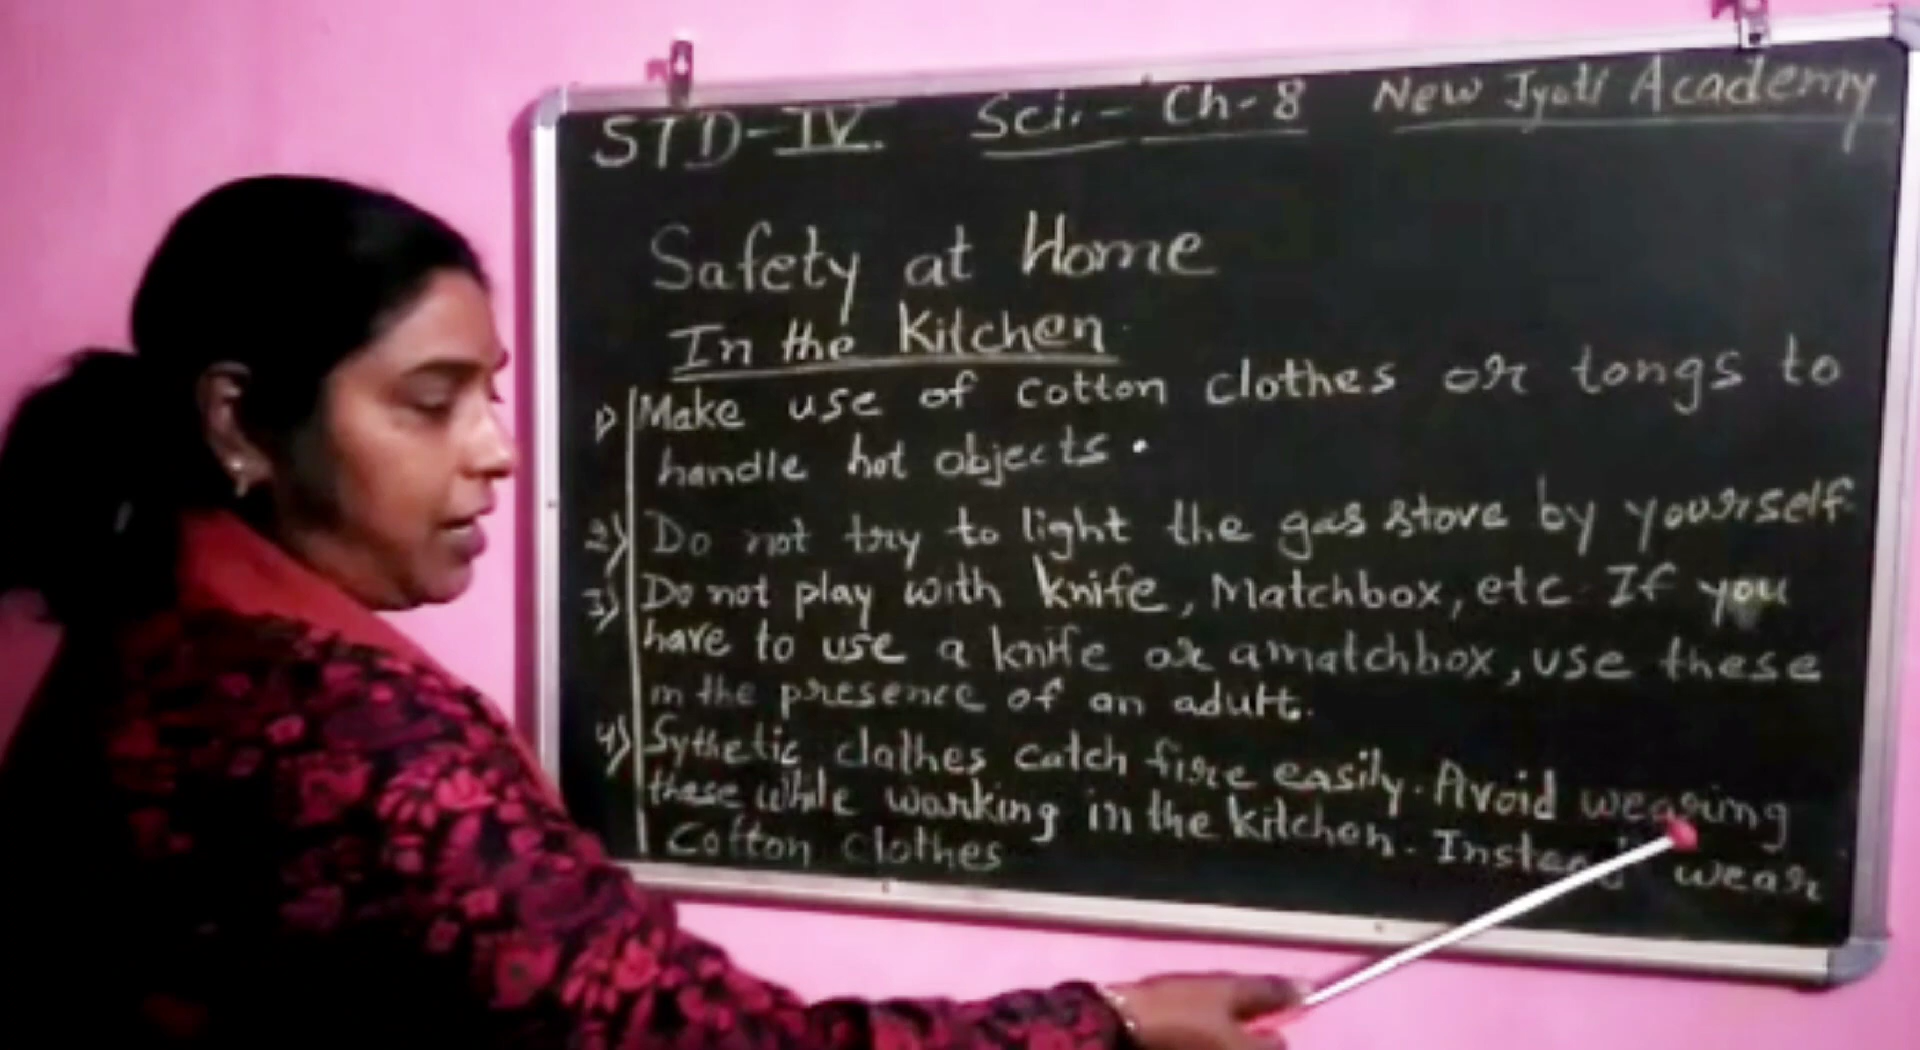 STD-IV. Sci.- Ch-8 New Jyoti Academy
Safety at Home
In the Kitchen
1) Make use of cotton clothes or tongs to
handle hot objects.
2) Do not try to light the gas stove by yourself.
3) Do not play with knife, Matchbox, etc. If you
have to use a knife or a matchbox, use these
in the presence of an adult.
4) Sythetic clothes catch fire easily. Avoid wearing
these while working in the kitchen. Instead wear
Cotton clothes